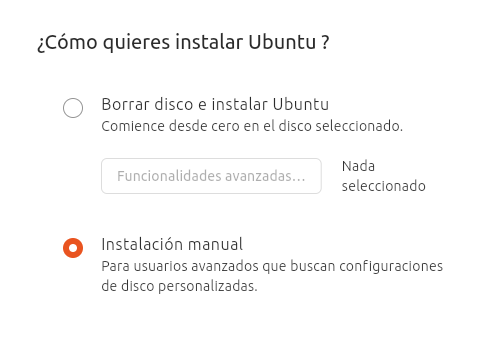 ¿Cómo quieres instalar Ubuntu ?
Borrar disco e instalar Ubuntu
Comience desde cero en el disco seleccionado.
Funcionalidades avanzadas...
Nada
seleccionado
Instalación manual
Para usuarios avanzados que buscan configuraciones
de disco personalizadas.